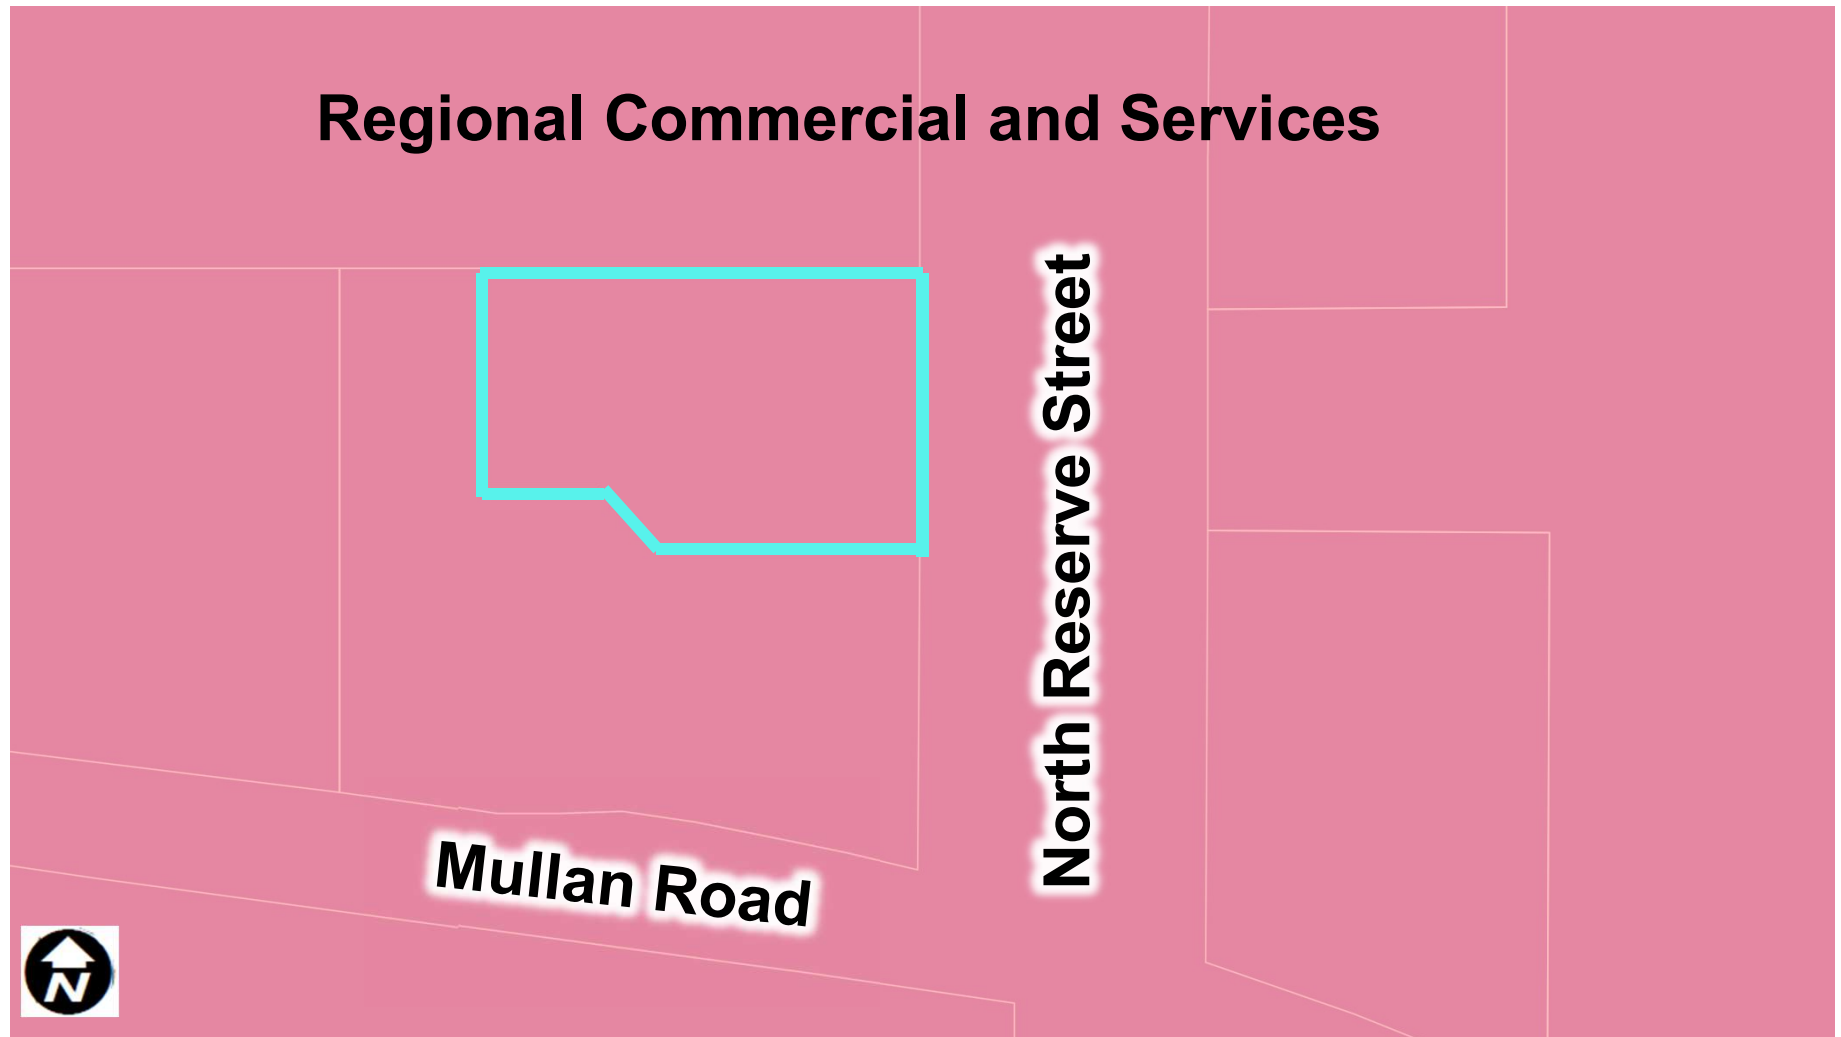 Regional Commercial and Services
North Reserve Street
Mullan Road
N